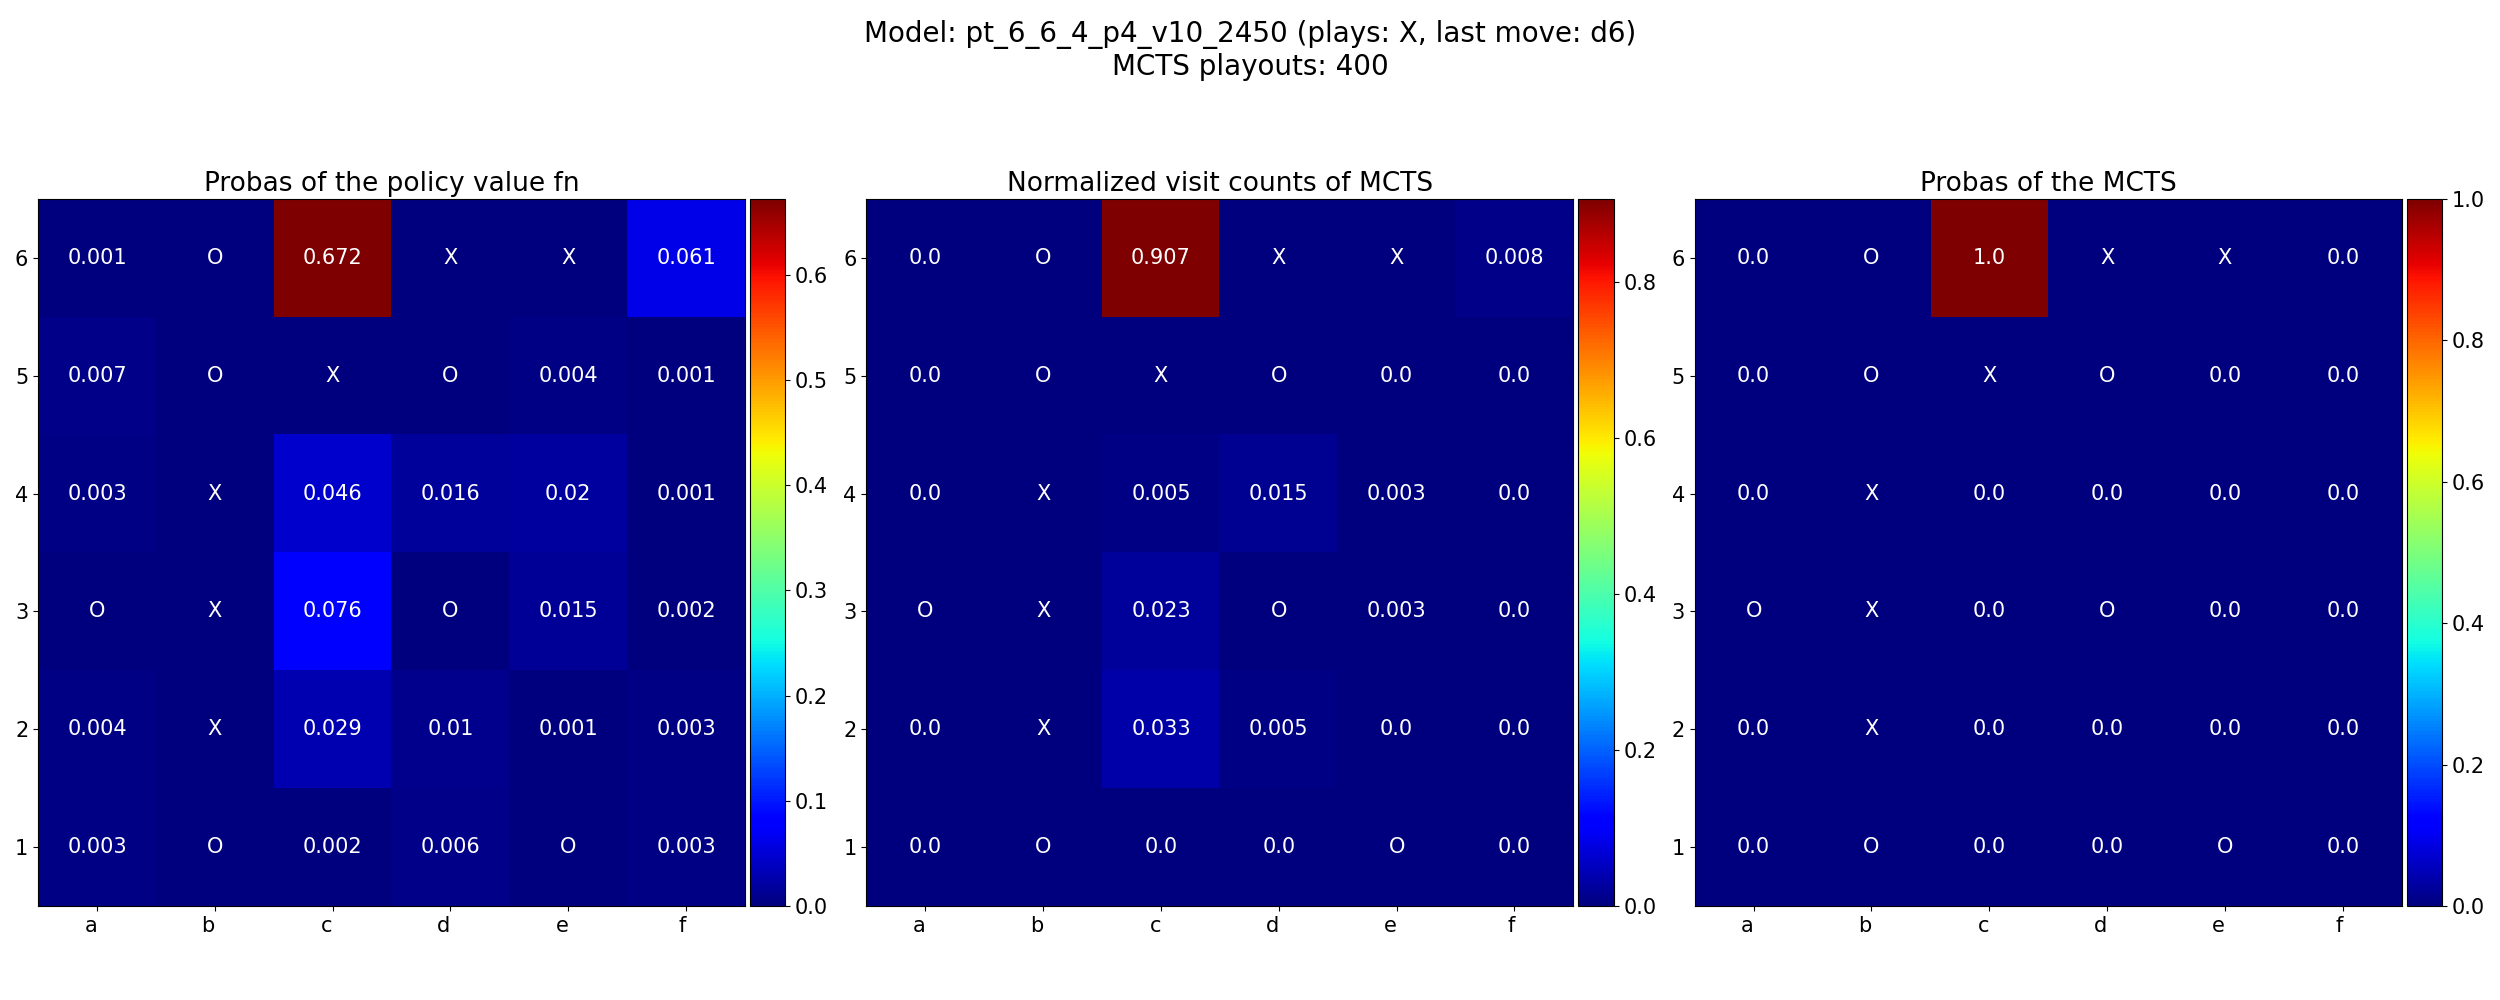 Model: pt_6_6_4_p4_v10_2450 (plays: X, last move: d6)
MCTS playouts: 400
Probas of the policy value fn
6 0.001 O 0.672 X X 0.061
5 0.007 O X O 0.004 0.001
4 0.003 X 0.046 0.016 0.02 0.001
3 O X 0.076 O 0.015 0.002
2 0.004 X 0.029 0.01 0.001 0.003
1 0.003 O 0.002 0.006 O 0.003
a b c d e f
0.6
0.5
0.4
0.3
0.2
0.1
0.0
Normalized visit counts of MCTS
6 0.0 O 0.907 X X 0.008
5 0.0 O X O 0.0 0.0
4 0.0 X 0.005 0.015 0.003 0.0
3 O X 0.023 O 0.003 0.0
2 0.0 X 0.033 0.005 0.0 0.0
1 0.0 O 0.0 0.0 O 0.0
a b c d e f
0.8
0.6
0.4
0.2
0.0
Probas of the MCTS
6 0.0 O 1.0 X X 0.0
5 0.0 O X O 0.0 0.0
4 0.0 X 0.0 0.0 0.0 0.0
3 O X 0.0 O 0.0 0.0
2 0.0 X 0.0 0.0 0.0 0.0
1 0.0 O 0.0 0.0 O 0.0
a b c d e f
1.0
0.8
0.6
0.4
0.2
0.0